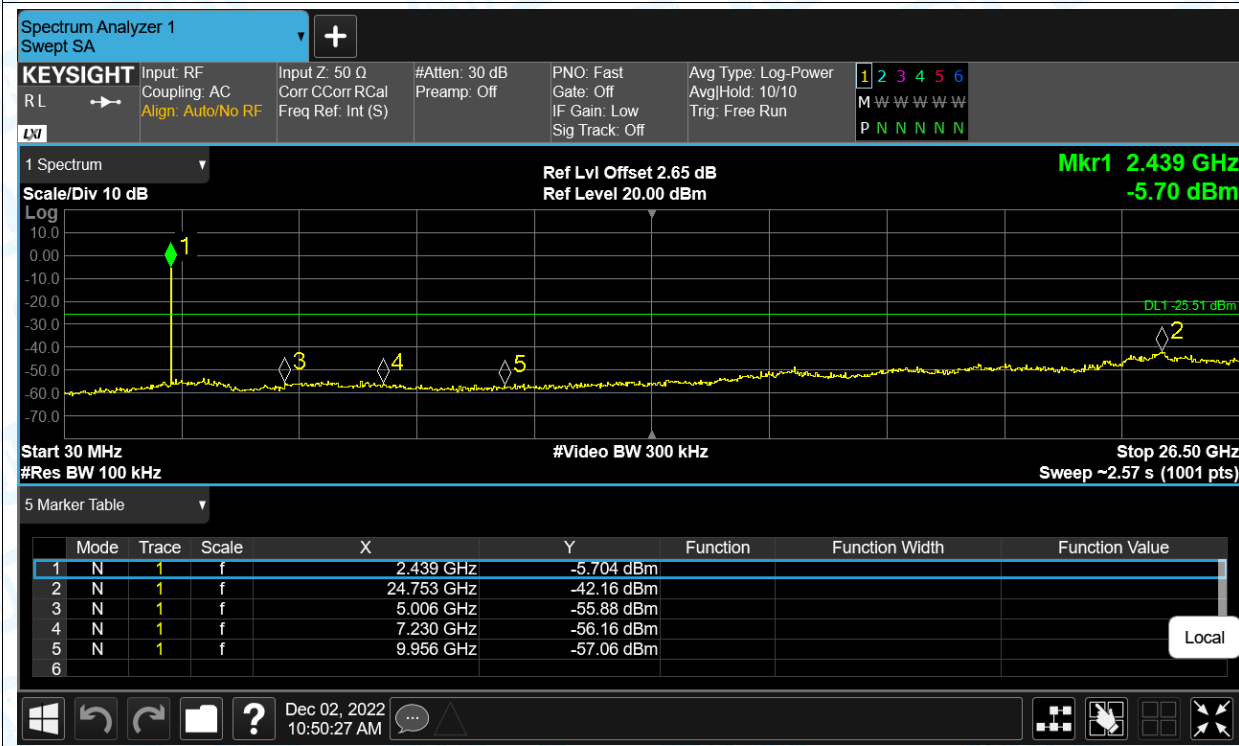 Spectrum Analyzer 1
Swept SA
KEYSIGHT
R L
LXI
Input: RF
Coupling: AC
Align: Auto/No RF
Input Z: 50 Ω
Corr CCorr RCal
Freq Ref: Int (S)
#Atten: 30 dB
Preamp: Off
PNO: Fast
Gate: Off
IF Gain: Low
Sig Track: Off
Avg Type: Log-Power
Avg|Hold: 10/10
Trig: Free Run
1 2 3 4 5 6
M W W W W W
P N N N N N
1 Spectrum
Scale/Div 10 dB
Ref Lvl Offset 2.65 dB
Ref Level 20.00 dBm
Mkr1 2.439 GHz
-5.70 dBm
Log
10.0
0.00
-10.0
-20.0
-30.0
-40.0
-50.0
-60.0
-70.0
1
DL1 -25.51 dBm
2
3
4
5
Start 30 MHz
#Video BW 300 kHz
Stop 26.50 GHz
#Res BW 100 kHz
Sweep ~2.57 s (1001 pts)
5 Marker Table
Mode Trace Scale X Y Function Function Width Function Value
1 N 1 f 2.439 GHz -5.704 dBm
2 N 1 f 24.753 GHz -42.16 dBm
3 N 1 f 5.006 GHz -55.88 dBm
4 N 1 f 7.230 GHz -56.16 dBm
5 N 1 f 9.956 GHz -57.06 dBm
6
Local
?
Dec 02, 2022
10:50:27 AM